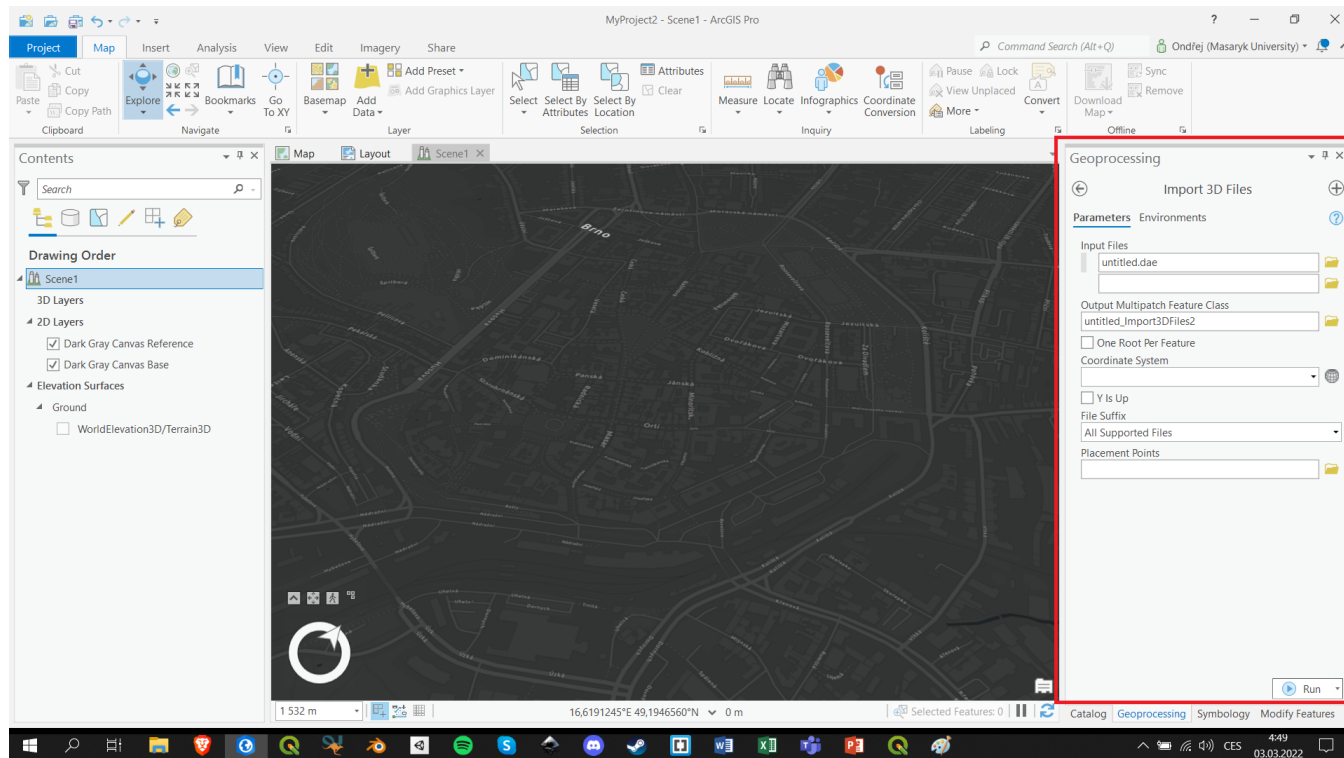 MyProject2 - Scene1 - ArcGIS Pro
?
Project Map Insert Analysis View Edit Imagery Share
Command Search (Alt+Q)
Ondřej (Masaryk University)
Paste
Cut
Copy
Copy Path
Clipboard
Explore
Bookmarks
Go To XY
Navigate
Basemap
Add Data
Add Preset
Add Graphics Layer
Layer
Select
Select By Attributes
Select By Location
Attributes
Clear
Selection
Measure
Locate
Infographics
Coordinate Conversion
Inquiry
Pause
Lock
View Unplaced
More
Convert
Labeling
Download Map
Sync
Remove
Offline
Contents
Search
Drawing Order
Scene1
3D Layers
2D Layers
Dark Gray Canvas Reference
Dark Gray Canvas Base
Elevation Surfaces
Ground
WorldElevation3D/Terrain3D
Map Layout Scene1
Brno
Dominikánská
Panská
Jánská
Orlí
Dvořákova
Jezuitská
1 532 m
16,6191245°E 49,1946560°N
0 m
Selected Features: 0
Geoprocessing
Import 3D Files
Parameters Environments
?
Input Files
untitled.dae
Output Multipatch Feature Class
untitled_Import3DFiles2
One Root Per Feature
Coordinate System
Y Is Up
File Suffix
All Supported Files
Placement Points
Run
Catalog Geoprocessing Symbology Modify Features
CES
4:49
03.03.2022